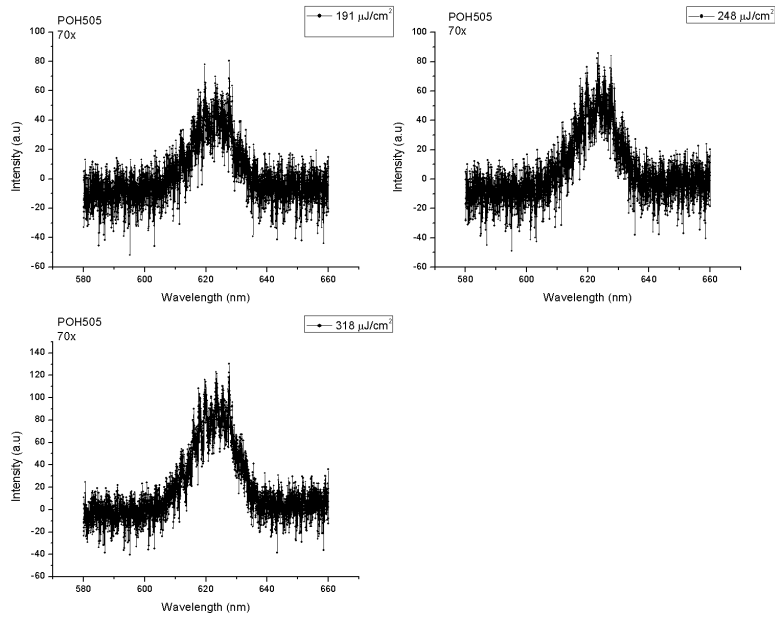 POH505
70x
191 μJ/cm²
100
80
60
40
20
0
-20
-40
-60
Intensity (a.u)
580 600 620 640 660
Wavelength (nm)
POH505
70x
248 μJ/cm²
100
80
60
40
20
0
-20
-40
-60
Intensity (a.u)
580 600 620 640 660
Wavelength (nm)
POH505
70x
318 μJ/cm²
140
120
100
80
60
40
20
0
-20
-40
-60
Intensity (a.u)
580 600 620 640 660
Wavelength (nm)